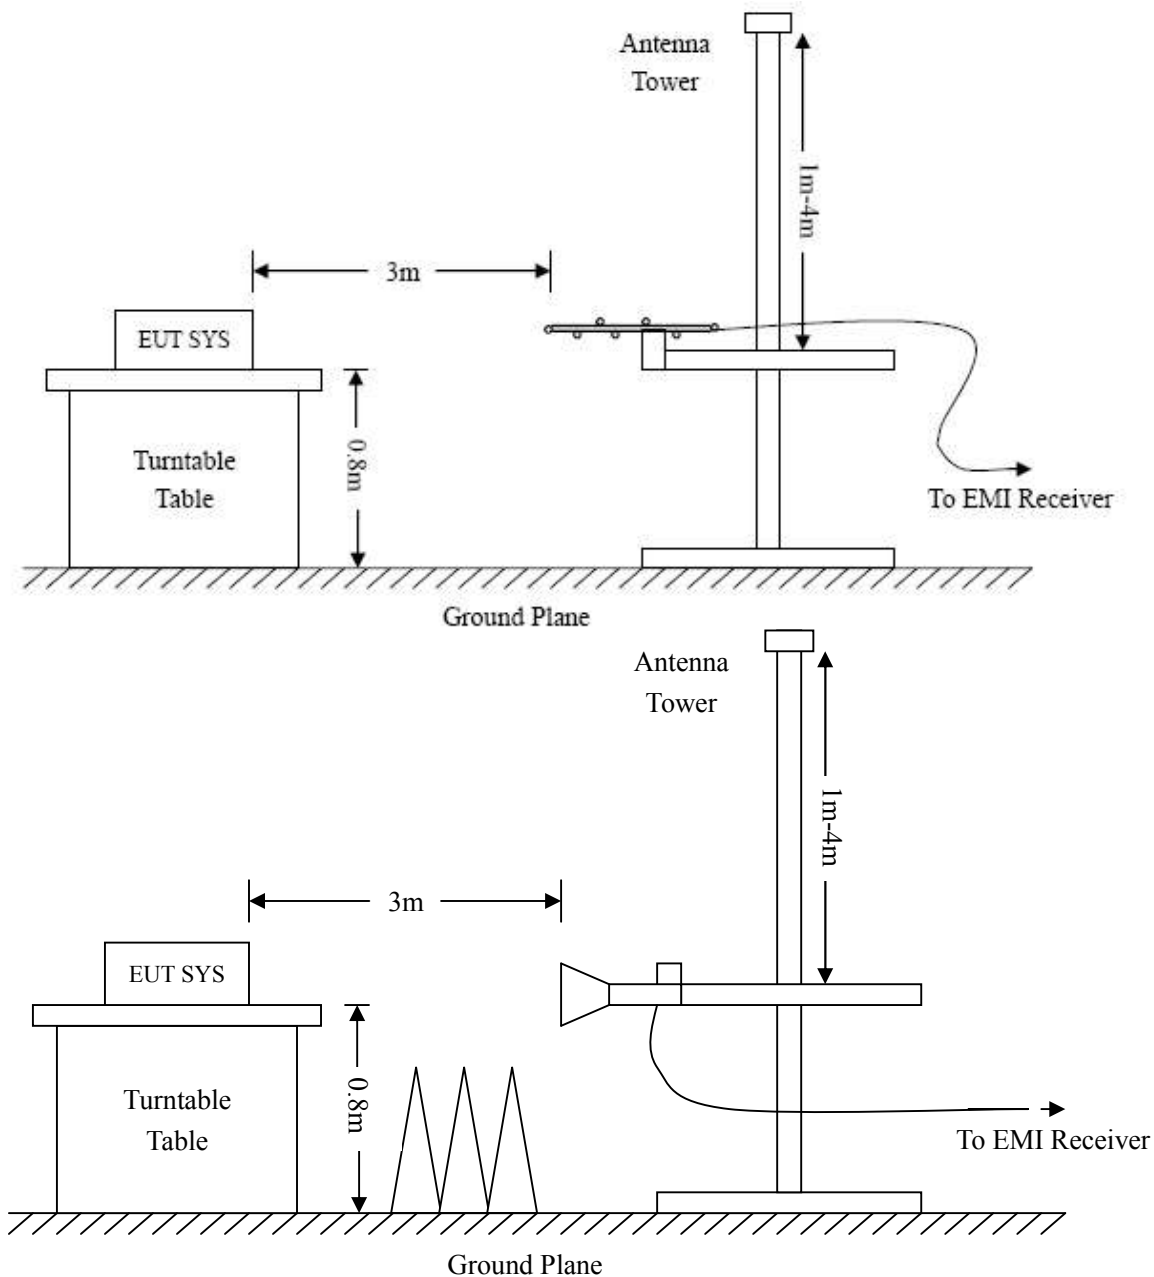 Antenna
Tower
1m-4m
3m
EUT SYS
Turntable
Table
0.8m
To EMI Receiver
Ground Plane
Antenna
Tower
1m-4m
3m
EUT SYS
Turntable
Table
0.8m
To EMI Receiver
Ground Plane